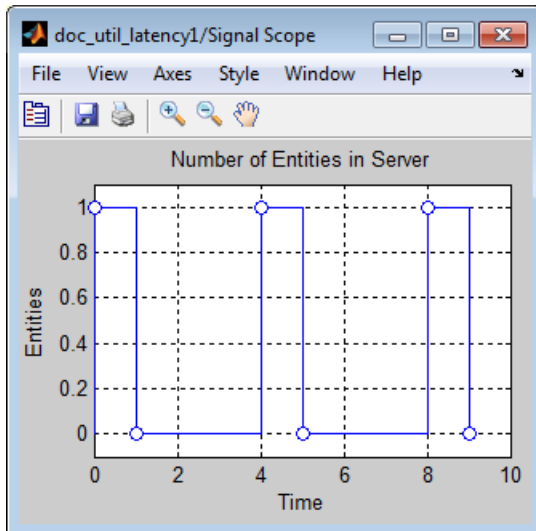 doc_util_latency1/Signal Scope
File View Axes Style Window Help
Number of Entities in Server
1
0.8
0.6
0.4
0.2
0
Entities
0 2 4 6 8 10
Time